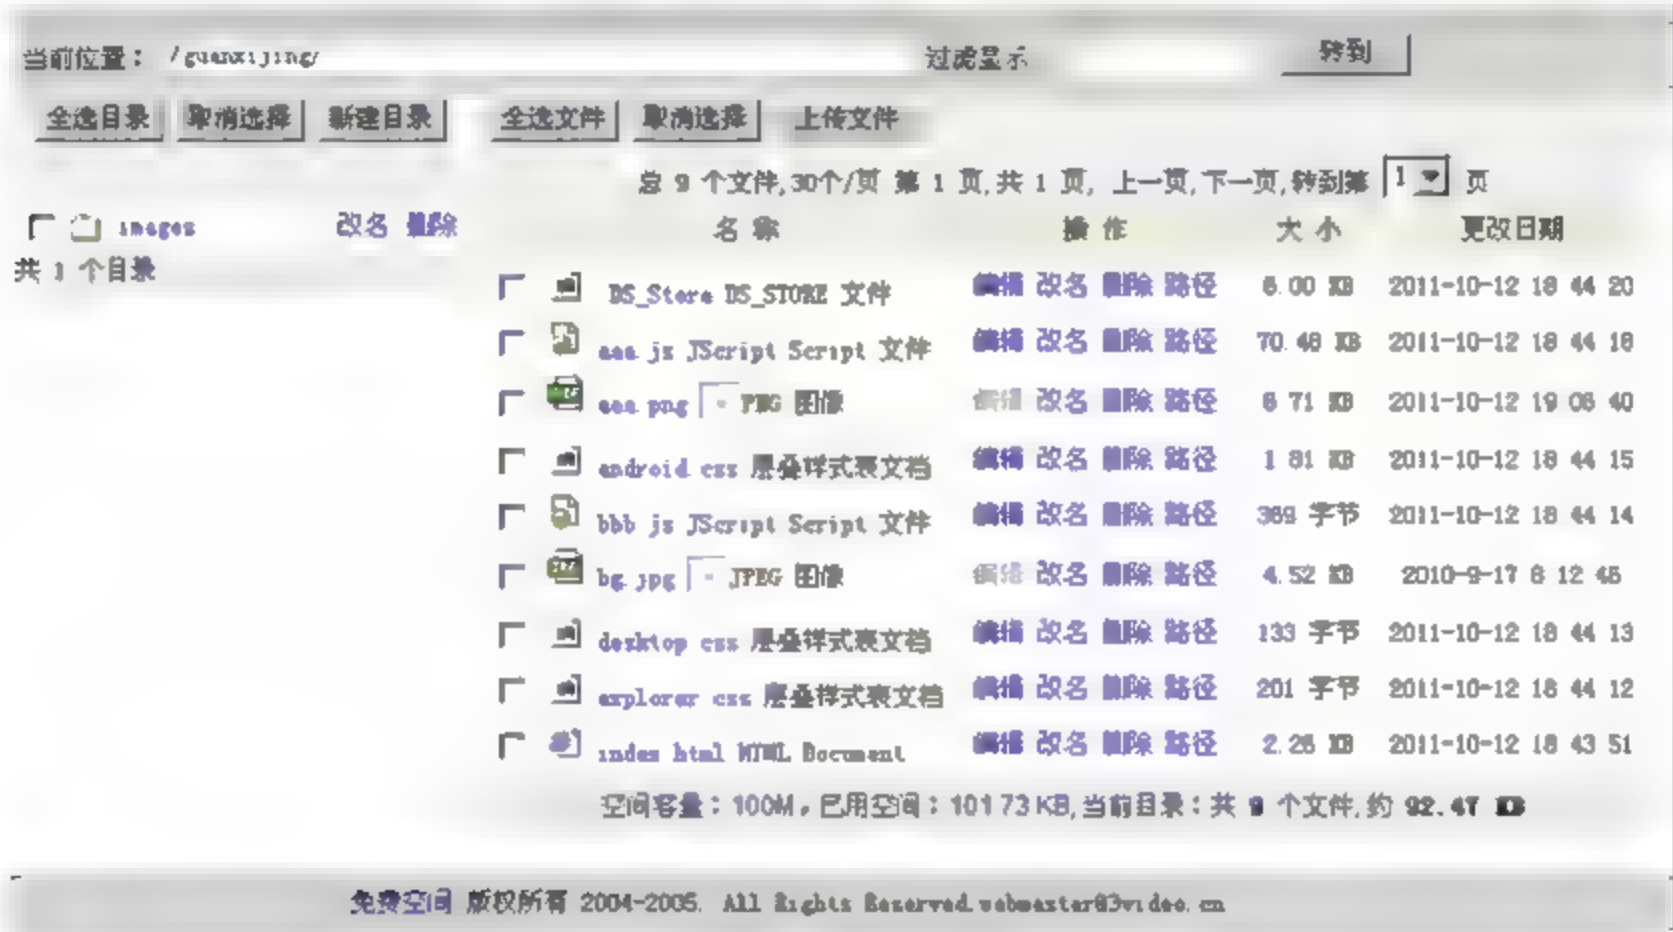 当前位置： /guanxijing/ 过滤显示 转到
全选目录 取消选择 新建目录 全选文件 取消选择 上传文件
总 9 个文件,30个/页 第 1 页,共 1 页, 上一页,下一页,转到第 1 页
images 改名 删除
共 1 个目录
名 称 操 作 大 小 更改日期
DS_Store DS_STORE 文件 编辑 改名 删除 路径 6.00 KB 2011-10-12 18 44 20
aaa js JScript Script 文件 编辑 改名 删除 路径 70.48 KB 2011-10-12 18 44 18
aaa png PNG 图像 编辑 改名 删除 路径 6 71 KB 2011-10-12 19 06 40
android css 层叠样式表文档 编辑 改名 删除 路径 1 81 KB 2011-10-12 18 44 15
bbb js JScript Script 文件 编辑 改名 删除 路径 369 字节 2011-10-12 18 44 14
bg jpg JPEG 图像 编辑 改名 删除 路径 4.52 KB 2010-9-17 8 12 46
desktop css 层叠样式表文档 编辑 改名 删除 路径 133 字节 2011-10-12 18 44 13
explorer css 层叠样式表文档 编辑 改名 删除 路径 201 字节 2011-10-12 18 44 12
index html HTML Document 编辑 改名 删除 路径 2.26 KB 2011-10-12 18 43 51
空间容量：100M，已用空间：101 73 KB,当前目录：共 9 个文件,约 92.47 KB
免费空间 版权所有 2004-2005. All Rights Reserved.webmaster@3video.cn